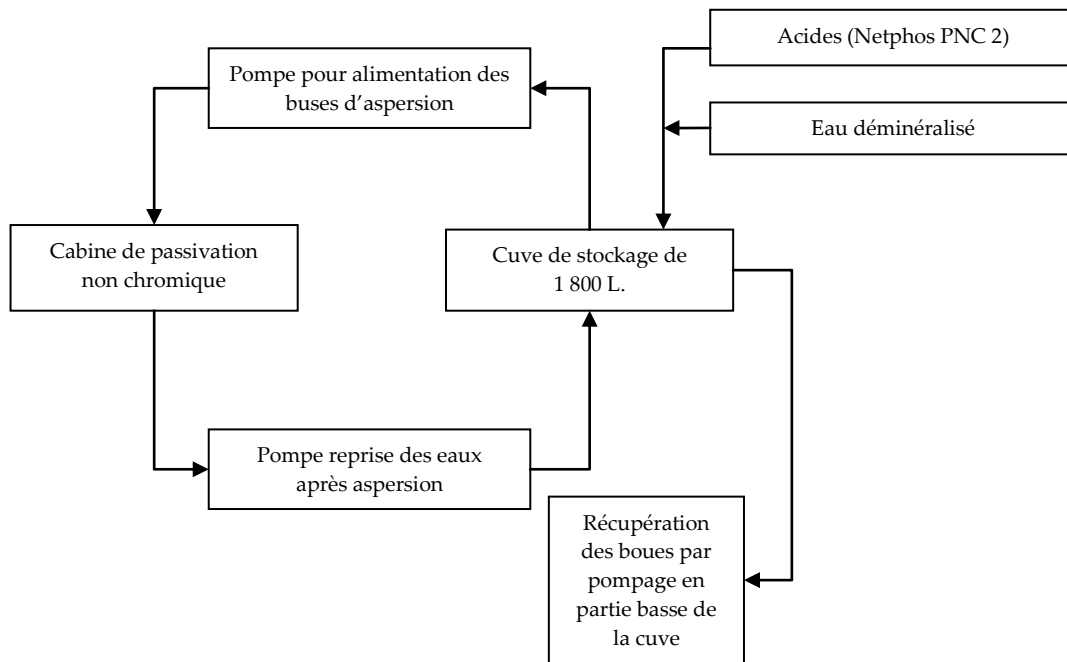 Acides (Netphos PNC 2)
Pompe pour alimentation des
buses d'aspersion
Eau déminéralisé
Cabine de passivation
non chromique
Cuve de stockage de
1 800 L.
Pompe reprise des eaux
après aspersion
Récupération
des boues par
pompage en
partie basse de
la cuve